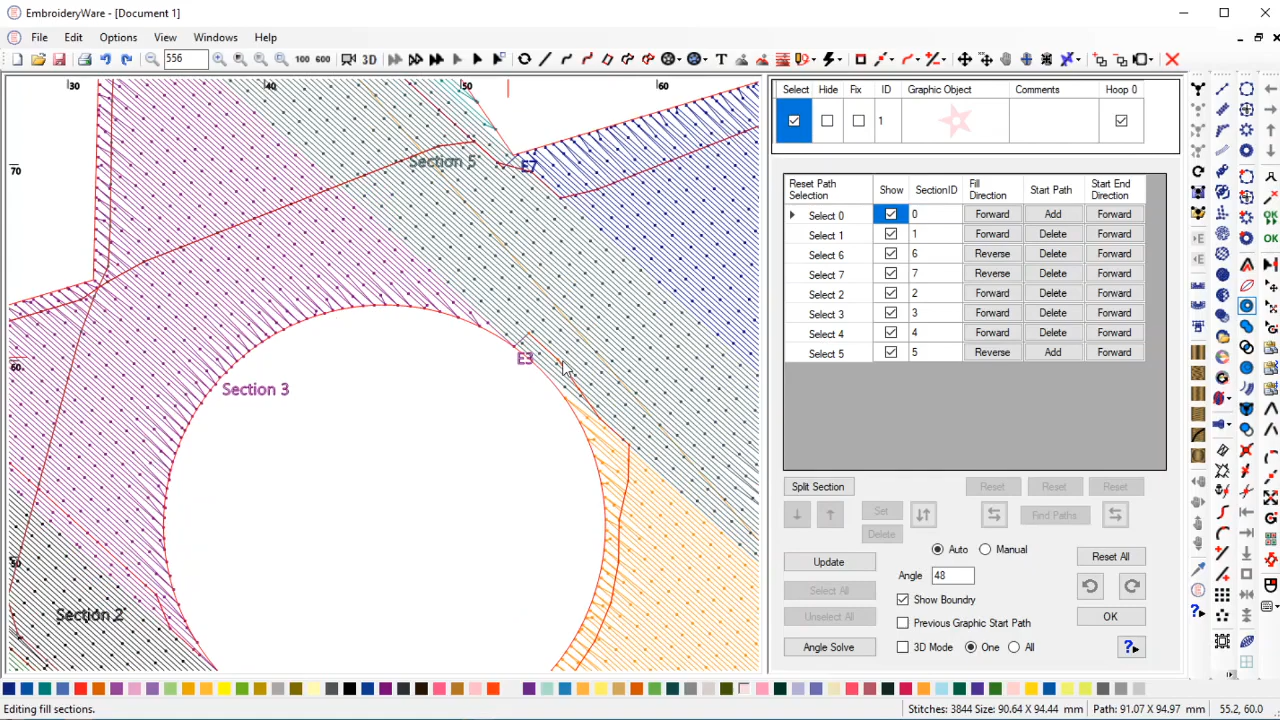 EmbroideryWare - [Document 1]
File Edit Options View Windows Help
556 100 600 3D T
30 40 50 60
70
60
50
Section 5
E7
E3
Section 3
Section 2
Select Hide Fix ID Graphic Object Comments Hoop 0
1
Reset Path Selection Show SectionID Fill Direction Start Path Start End Direction
Select 0 0 Forward Add Forward
Select 1 1 Forward Delete Forward
Select 6 6 Reverse Delete Forward
Select 7 7 Reverse Delete Forward
Select 2 2 Forward Delete Forward
Select 3 3 Forward Delete Forward
Select 4 4 Forward Delete Forward
Select 5 5 Reverse Add Forward
Split Section Reset Reset Reset
Set Find Paths
Delete
Auto Manual
Update Reset All
Angle 48
Select All Show Boundry
Unselect All Previous Graphic Start Path OK
Angle Solve 3D Mode One All ?
E
E
OK
OK
Editing fill sections. Stitches: 3844 Size: 90.64 x 94.44 mm Path: 91.07 x 94.97 mm 55.2, 60.0